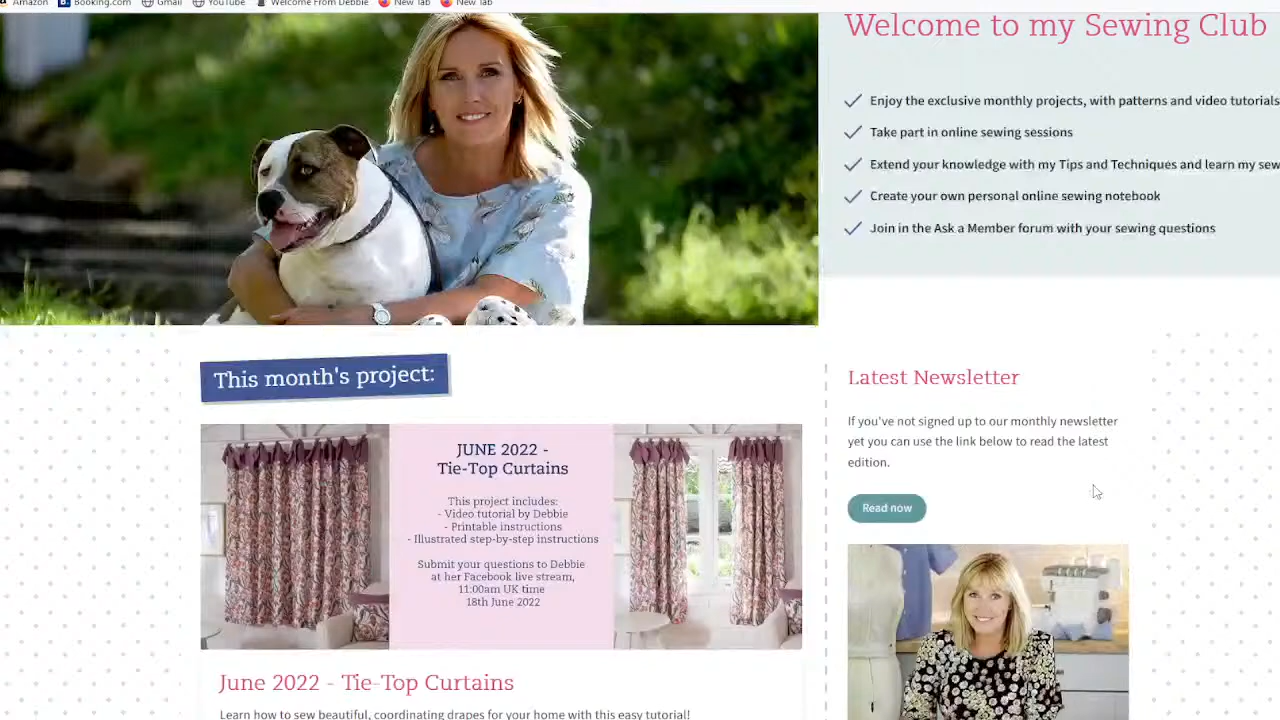 Amazon
Booking.com
Gmail
YouTube
Welcome From Debbie
New Tab
New Tab
Welcome to my Sewing Club
Enjoy the exclusive monthly projects, with patterns and video tutorials
Take part in online sewing sessions
Extend your knowledge with my Tips and Techniques and learn my sew
Create your own personal online sewing notebook
Join in the Ask a Member forum with your sewing questions
This month's project:
JUNE 2022 -
Tie-Top Curtains
This project includes:
- Video tutorial by Debbie
- Printable instructions
- Illustrated step-by-step instructions
Submit your questions to Debbie
at her Facebook live stream,
11:00am UK time
18th June 2022
June 2022 - Tie-Top Curtains
Learn how to sew beautiful, coordinating drapes for your home with this easy tutorial!
Latest Newsletter
If you've not signed up to our monthly newsletter
yet you can use the link below to read the latest
edition.
Read now